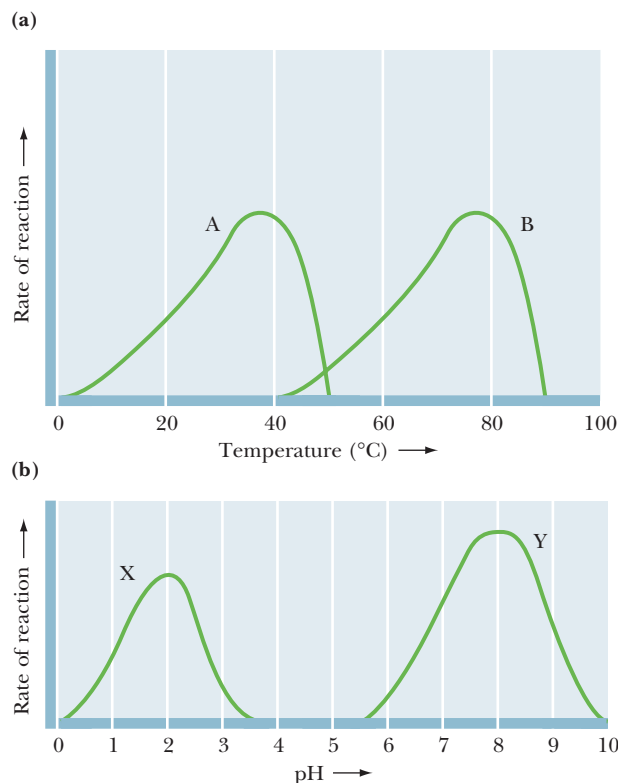 (a)
Rate of reaction
A
B
0 20 40 60 80 100
Temperature (°C)
(b)
Rate of reaction
X
Y
0 1 2 3 4 5 6 7 8 9 10
pH